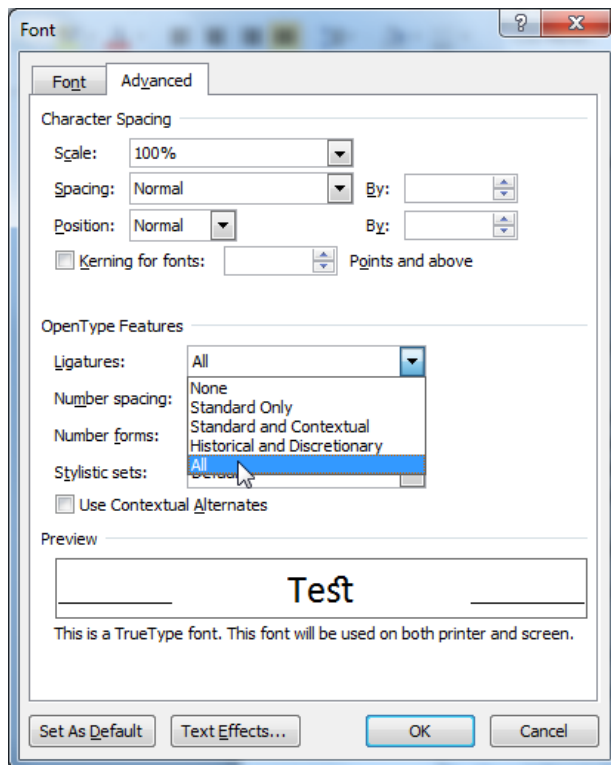 Font
Font Advanced
Character Spacing
Scale: 100%
Spacing: Normal By:
Position: Normal By:
Kerning for fonts: Points and above
OpenType Features
Ligatures: All
None
Number spacing:
Standard Only
Standard and Contextual
Number forms:
Historical and Discretionary
All
Stylistic sets: Default
Use Contextual Alternates
Preview
Test
This is a TrueType font. This font will be used on both printer and screen.
Set As Default Text Effects... OK Cancel